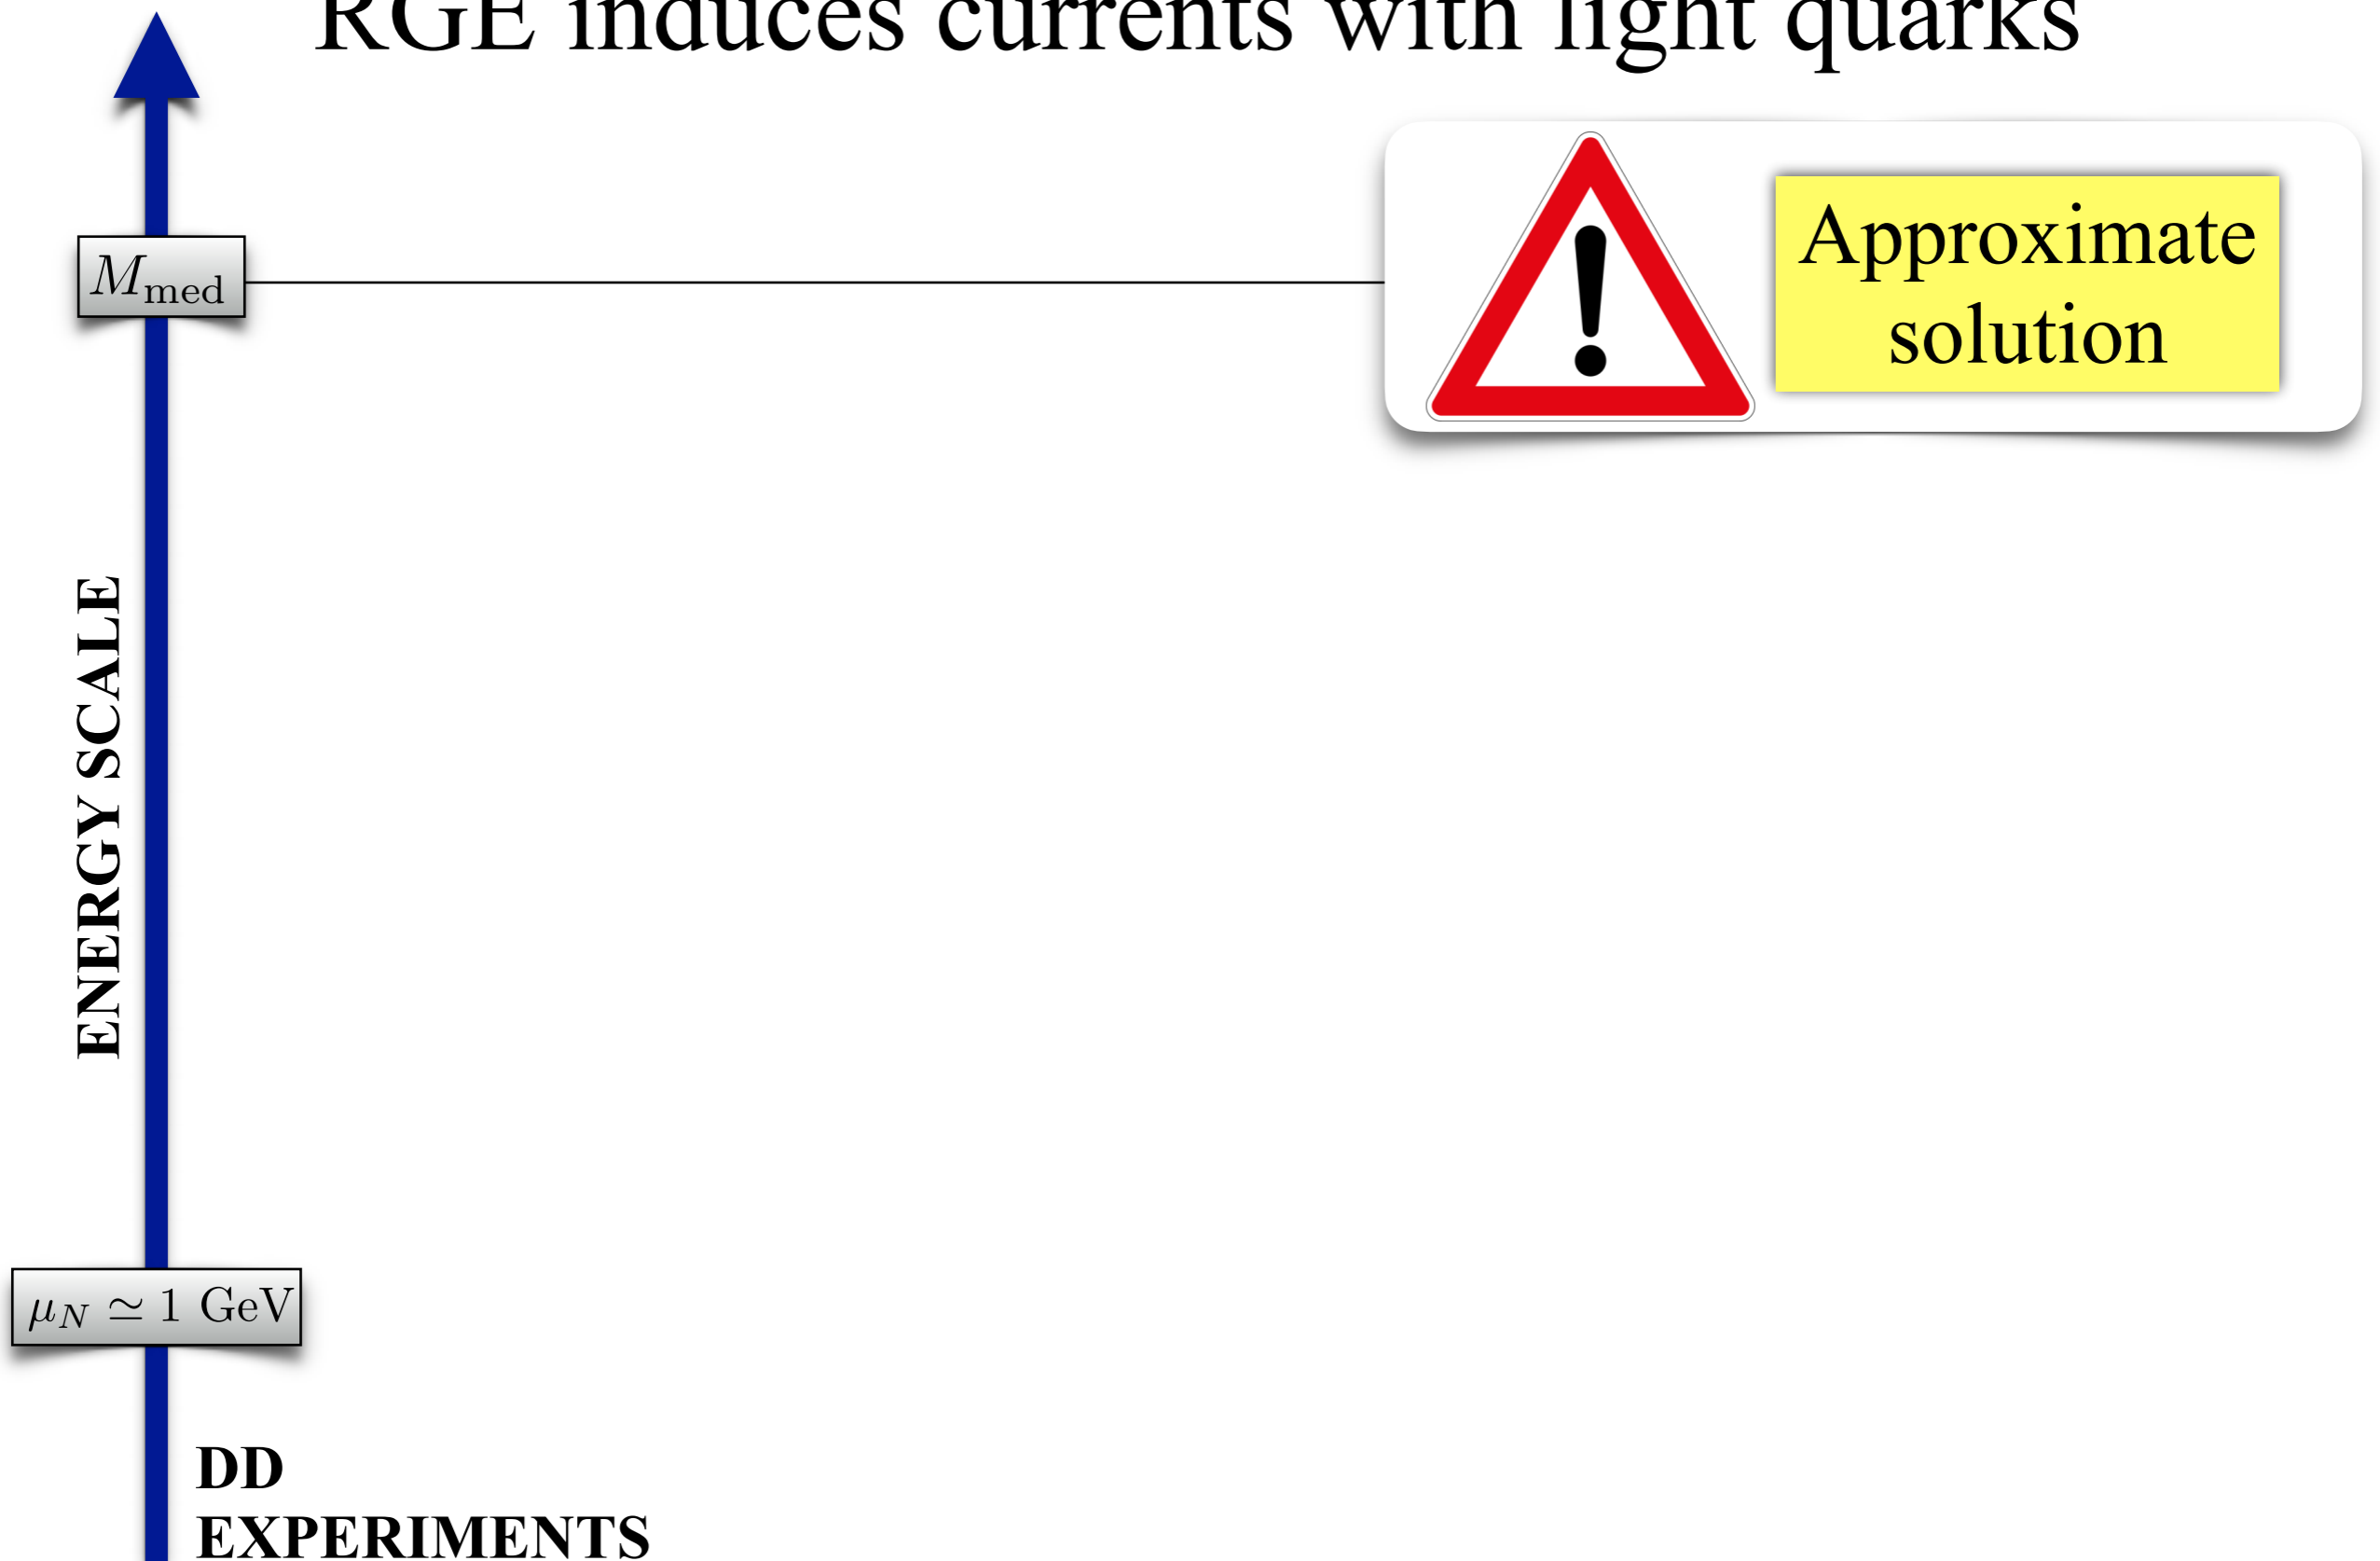 RGE induces currents with light quarks
Approximate
solution
M_med
ENERGY SCALE
μ_N ≃ 1 GeV
DD
EXPERIMENTS